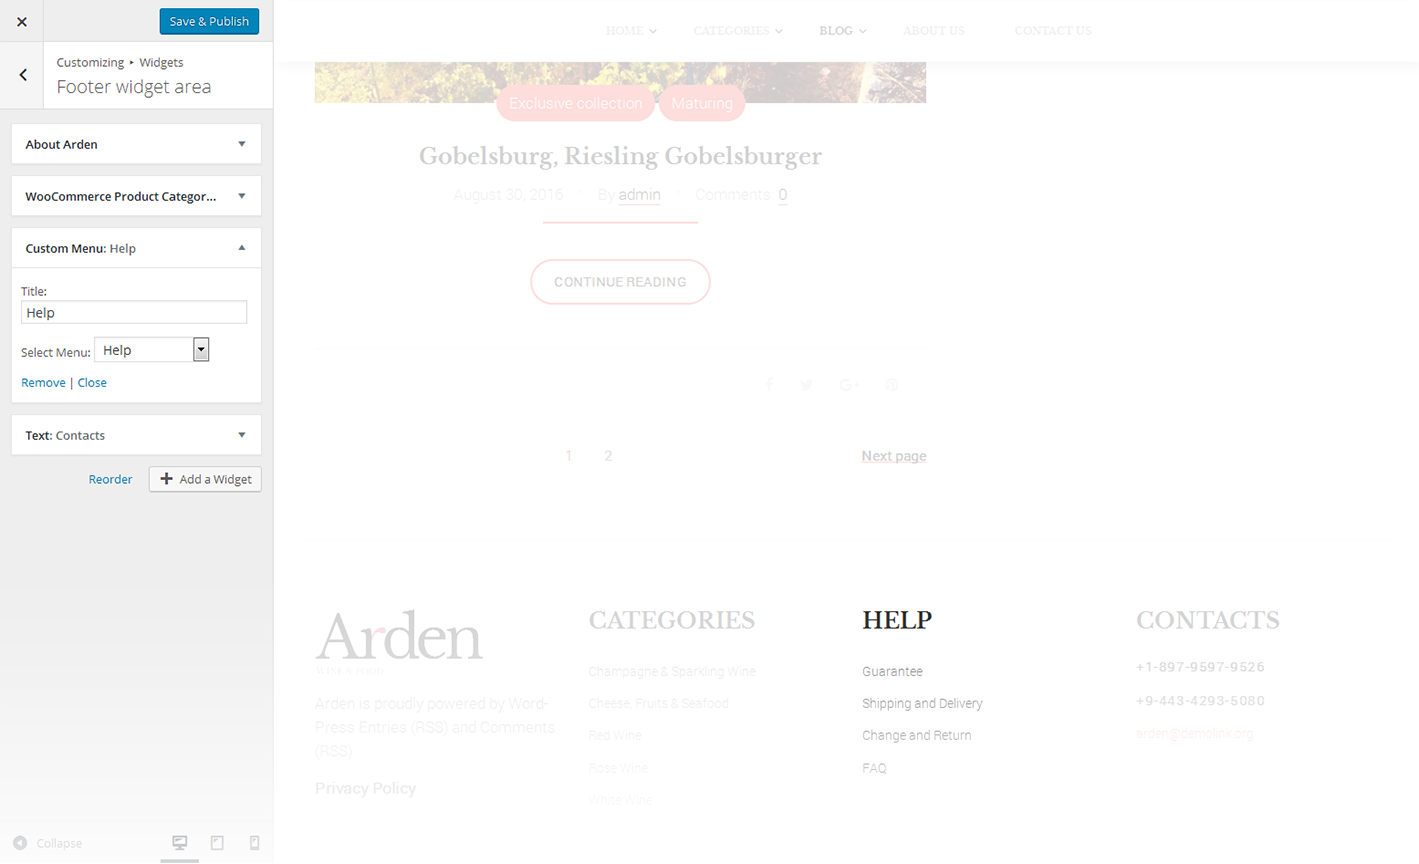 Save & Publish
Customizing ▸ Widgets
Footer widget area
About Arden
WooCommerce Product Categor...
Custom Menu: Help
Title:
Help
Select Menu: Help
Remove | Close
Text: Contacts
Reorder
Add a Widget
Collapse
HOME CATEGORIES BLOG ABOUT US CONTACT US
Exclusive collection Maturing
Gobelsburg, Riesling Gobelsburger
August 30, 2016 By admin Comments 0
CONTINUE READING
1 2 Next page
Arden
WINE & FOOD
Arden is proudly powered by Word-
Press Entries (RSS) and Comments
(RSS)
Privacy Policy
CATEGORIES
Champagne & Sparkling Wine
Cheese, Fruits & Seafood
Red Wine
Rose Wine
White Wine
HELP
Guarantee
Shipping and Delivery
Change and Return
FAQ
CONTACTS
+1-897-9597-9526
+9-443-4293-5080
arden@demolink.org